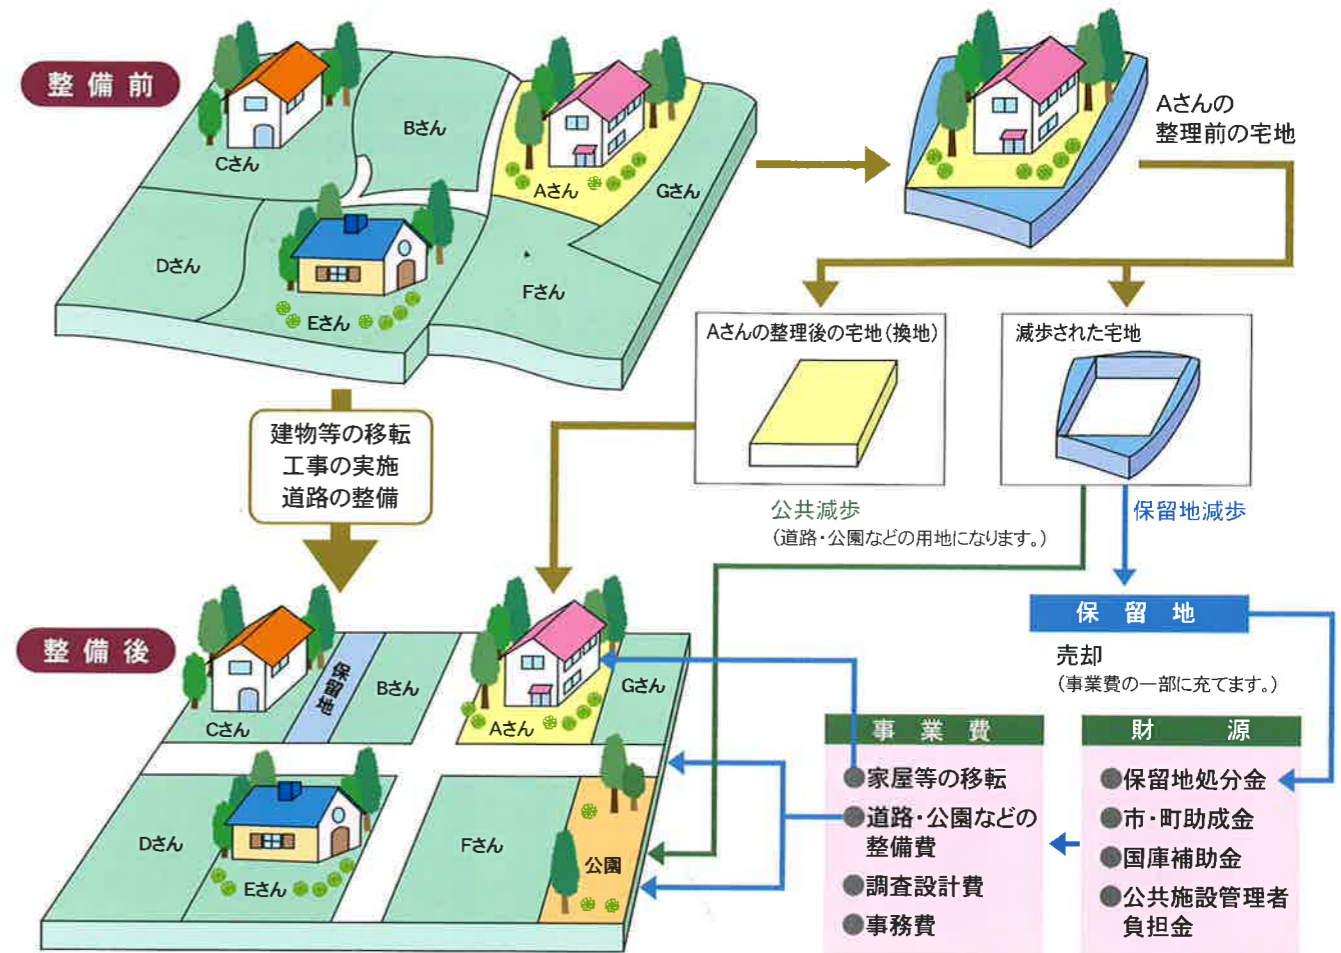 整備前
Cさん
Bさん
Aさん
Gさん
Dさん
Eさん
Fさん
Aさんの
整理前の宅地
Aさんの整理後の宅地(換地)
減歩された宅地
建物等の移転
工事の実施
道路の整備
公共減歩
(道路・公園などの用地になります。)
保留地減歩
保留地
売却
(事業費の一部に充てます。)
整備後
Cさん
保留地
Bさん
Aさん
Gさん
Dさん
Eさん
Fさん
公園
事業費
●家屋等の移転
●道路・公園などの
整備費
●調査設計費
●事務費
財源
●保留地処分金
●市・町助成金
●国庫補助金
●公共施設管理者
負担金